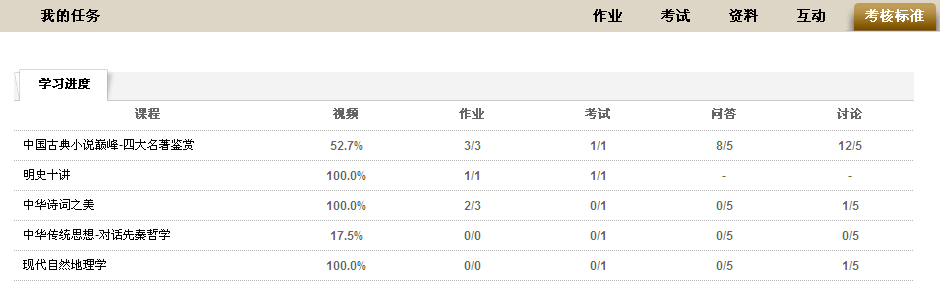 我的任务 作业 考试 资料 互动 考核标准
学习进度
课程 视频 作业 考试 问答 讨论
中国古典小说巅峰-四大名著鉴赏 52.7% 3/3 1/1 8/5 12/5
明史十讲 100.0% 1/1 1/1 - -
中华诗词之美 100.0% 2/3 0/1 0/5 1/5
中华传统思想-对话先秦哲学 17.5% 0/0 0/1 0/5 0/5
现代自然地理学 100.0% 0/0 0/1 0/5 1/5